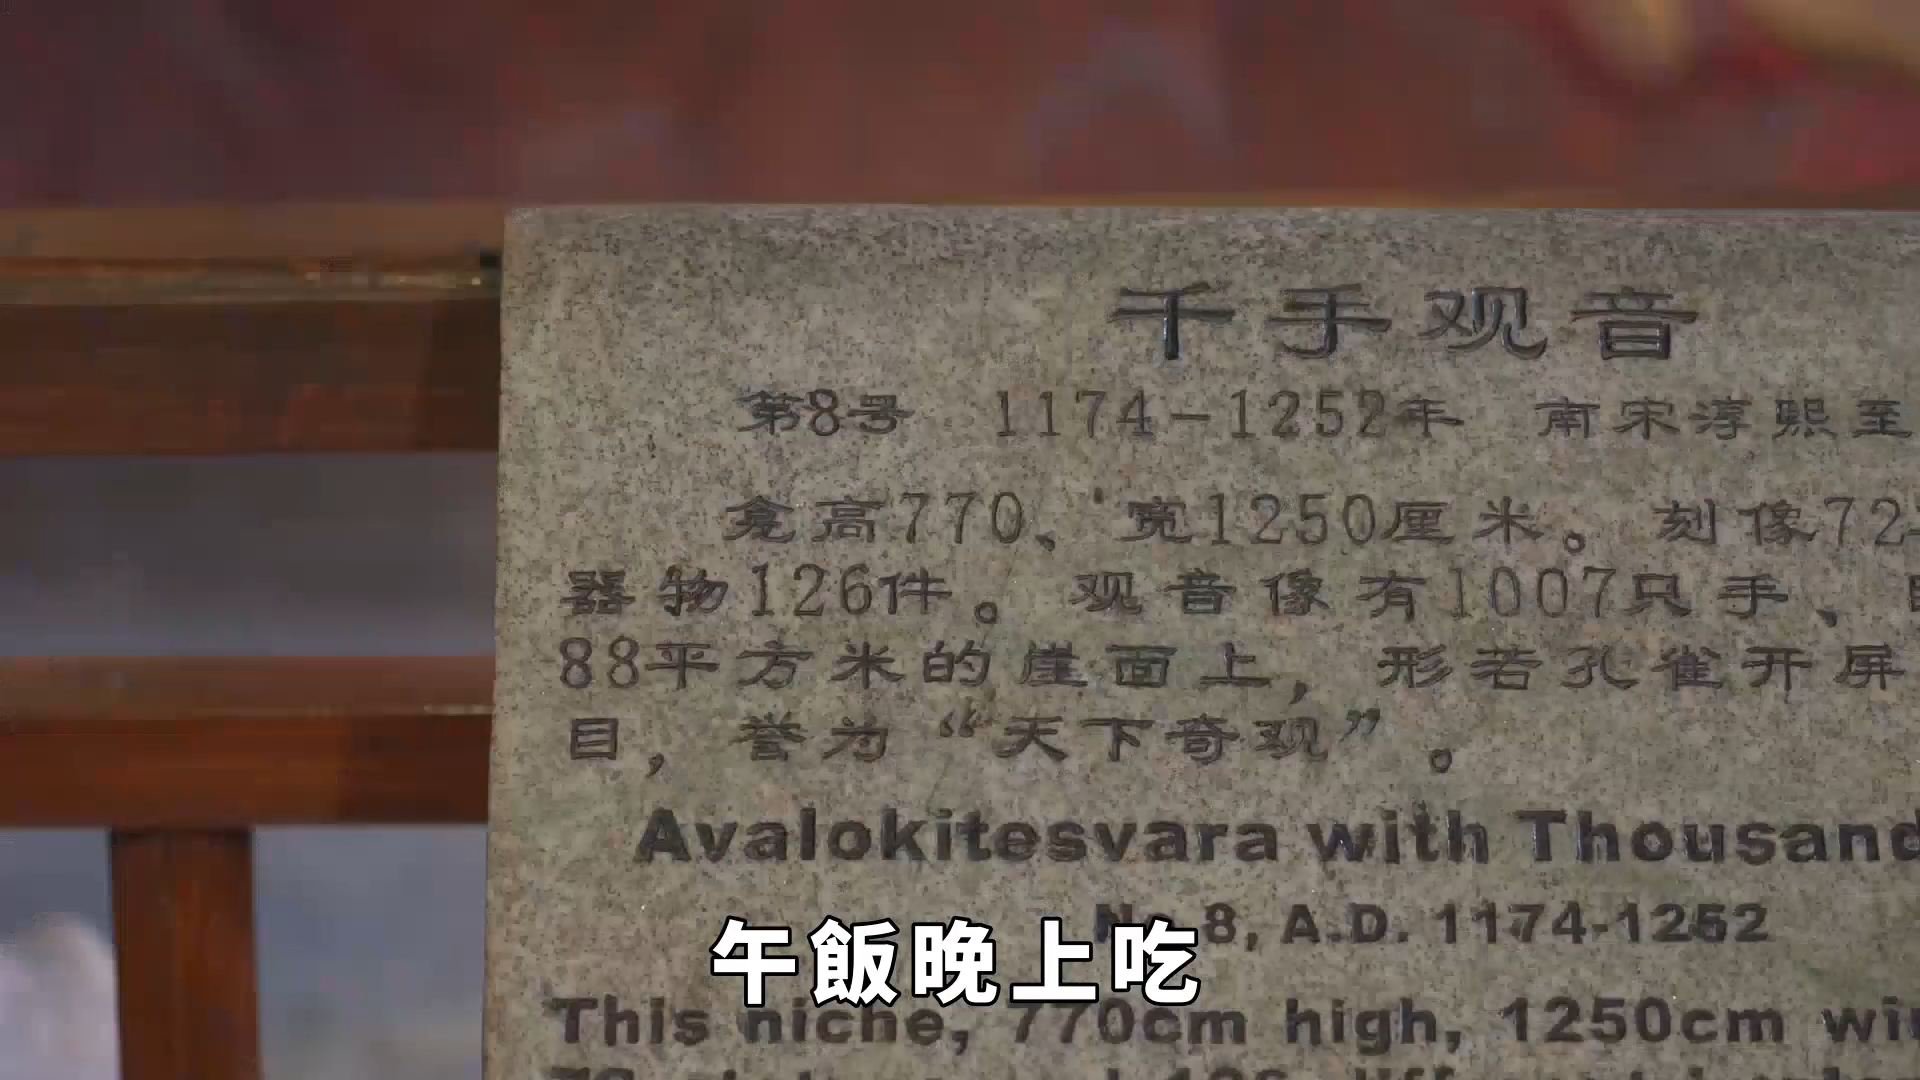 千手观音
第8号 1174-1252年 南宋淳熙至
龛高770、宽1250厘米。刻像72
器物126件。观音像有1007只手、
88平方米的崖面上，形若孔雀开屏
目，誉为“天下奇观”。
Avalokitesvara with Thousand
8, A.D. 1174-1252
午飯晚上吃
This niche, 770cm high, 1250cm